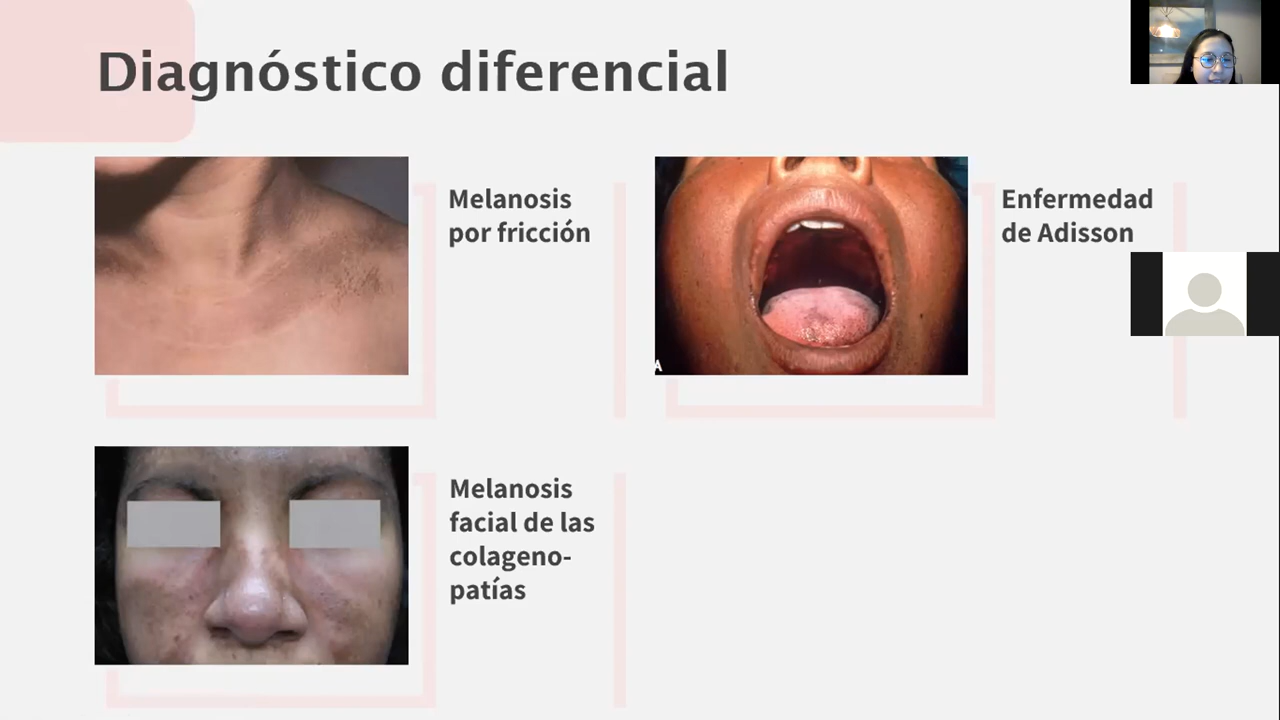 Diagnóstico diferencial
Melanosis
por fricción
Enfermedad
de Adisson
A
Melanosis
facial de las
colageno-
patías